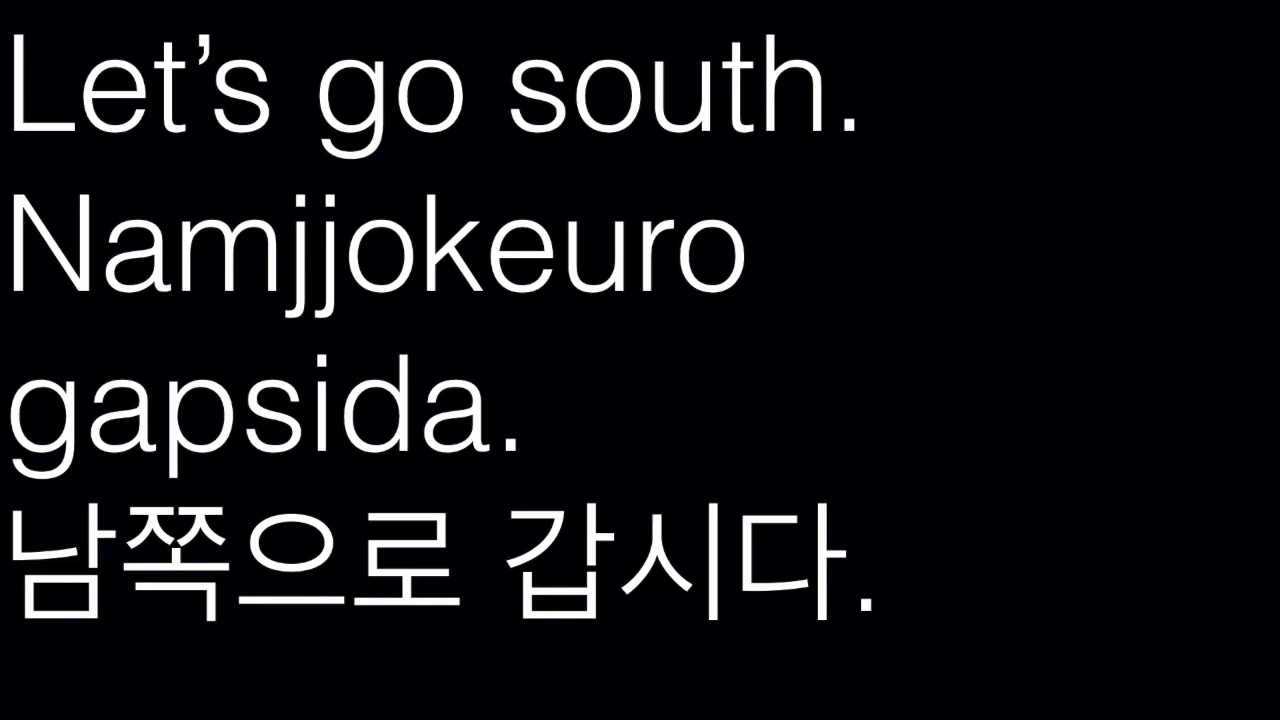 Let’s go south.
Namjjokeuro
gapsida.
남쪽으로 갑시다.